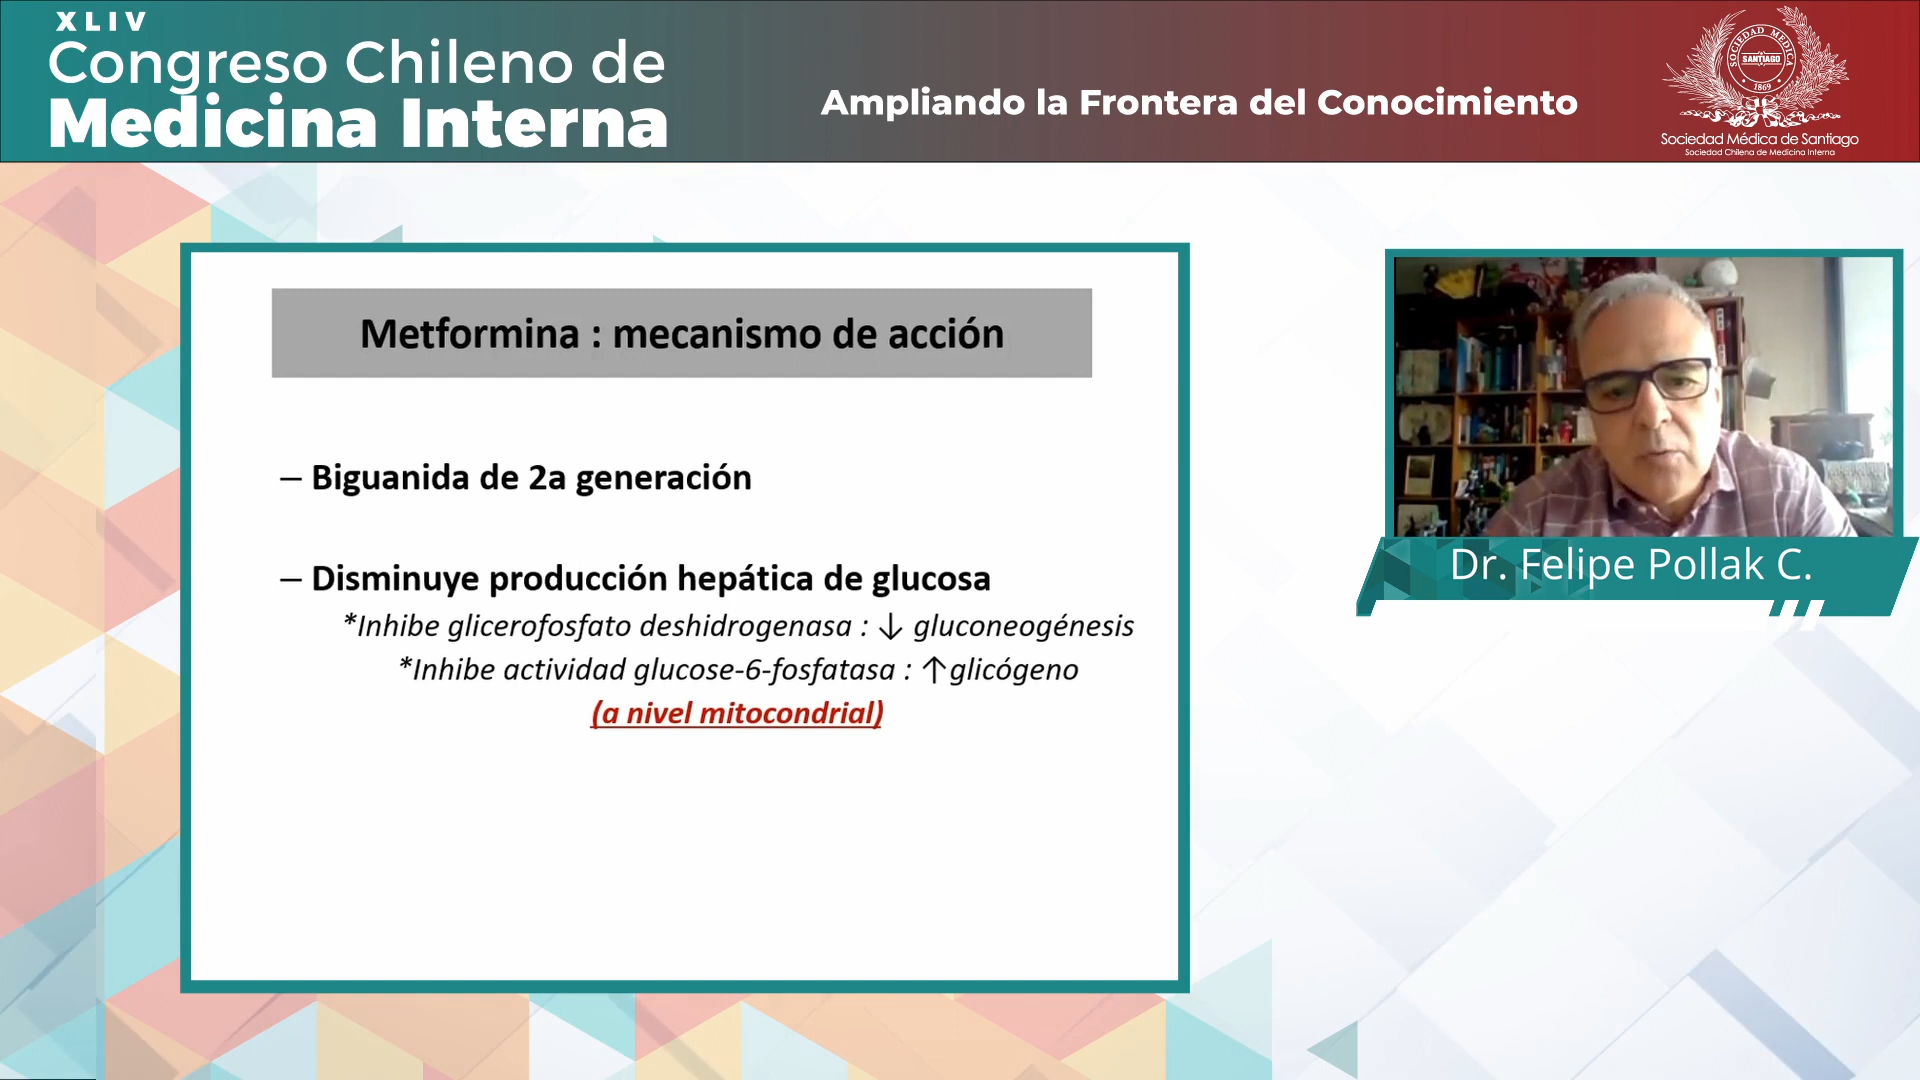 XLIV
Congreso Chileno de
Medicina Interna
Ampliando la Frontera del Conocimiento
SOCIEDAD MEDICA
SANTIAGO
1869
Sociedad Médica de Santiago
Sociedad Chilena de Medicina Interna
Metformina : mecanismo de acción
– Biguanida de 2a generación
– Disminuye producción hepática de glucosa
*Inhibe glicerofosfato deshidrogenasa : ↓ gluconeogénesis
*Inhibe actividad glucose-6-fosfatasa : ↑glicógeno
(a nivel mitocondrial)
Dr. Felipe Pollak C.